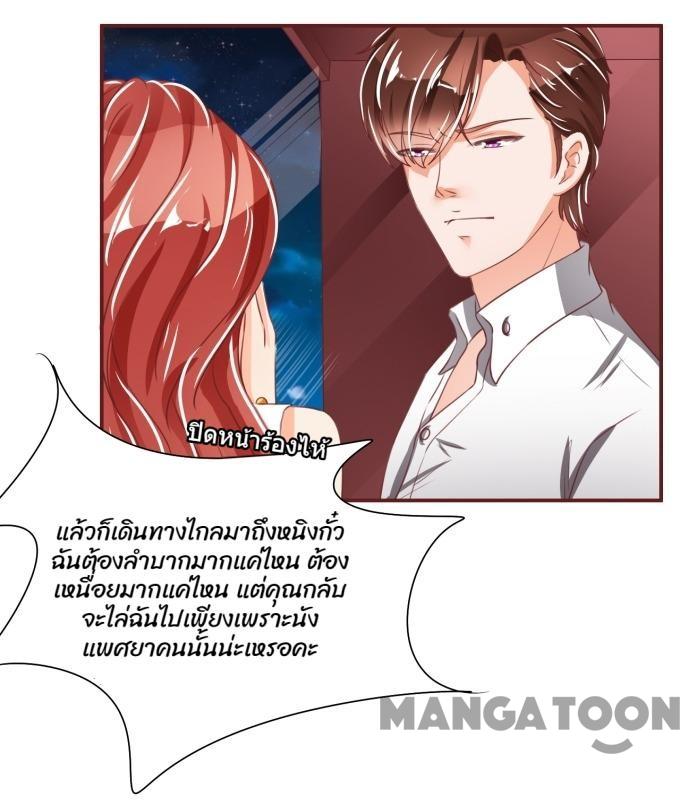 ปิดหน้าร้องไห้
แล้วก็เดินทางไกลมาถึงหนิงกั๋ว
ฉันต้องลำบากมากแค่ไหน ต้อง
เหนื่อยมากแค่ไหน แต่คุณกลับ
จะไล่ฉันไปเพียงเพราะนัง
แพศยาคนนั้นน่ะเหรอคะ
MANGATOON